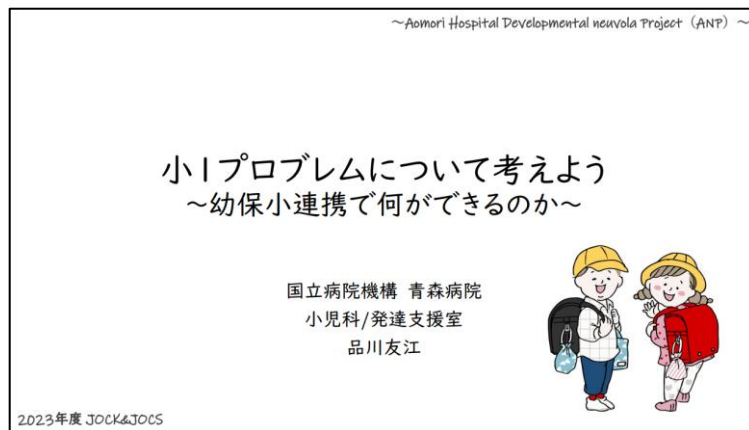 ～Aomori Hospital Developmental neuvola Project（ANP）～
小1プロブレムについて考えよう
～幼保小連携で何ができるのか～
国立病院機構 青森病院
小児科/発達支援室
品川友江
2023年度 JOCK&JOCS